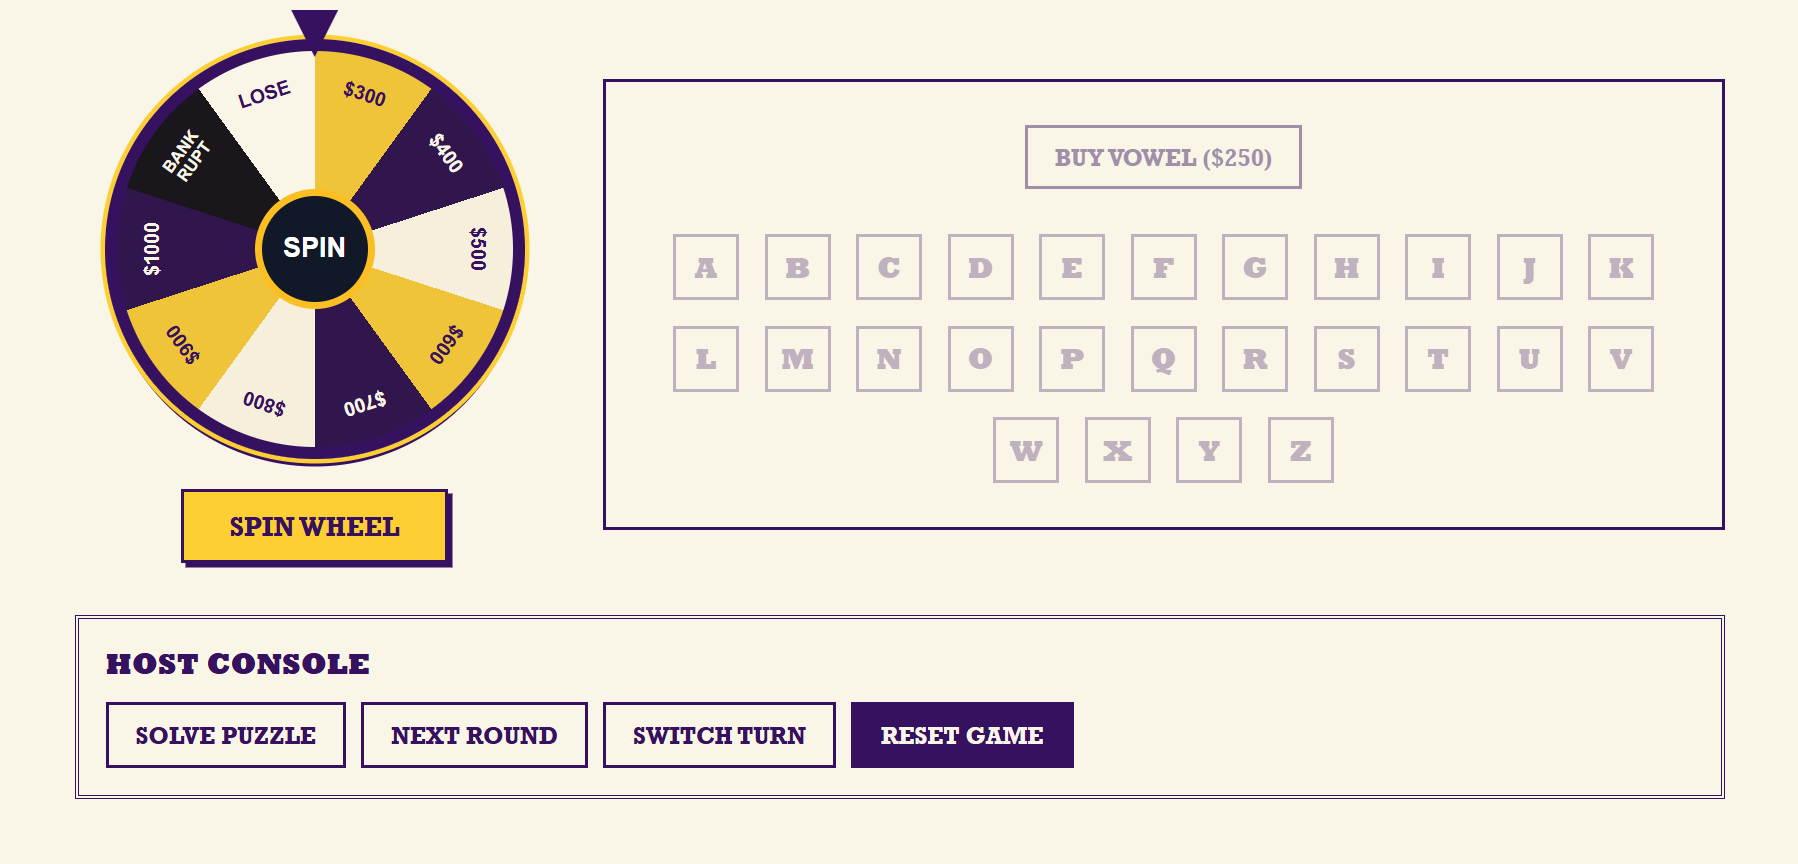 LOSE
$300
$400
$500
$600
$700
$800
$900
$1000
BANK
RUPT
SPIN
SPIN WHEEL
BUY VOWEL ($250)
A B C D E F G H I J K
L M N O P Q R S T U V
W X Y Z
HOST CONSOLE
SOLVE PUZZLE NEXT ROUND SWITCH TURN RESET GAME